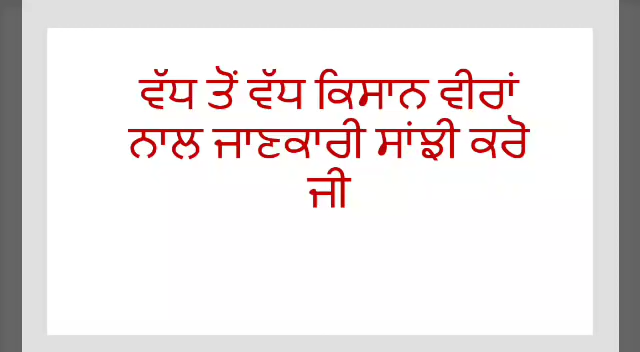 ਵੱਧ ਤੋਂ ਵੱਧ ਕਿਸਾਨ ਵੀਰਾਂ
ਨਾਲ ਜਾਣਕਾਰੀ ਸਾਂਝੀ ਕਰੋ
ਜੀ